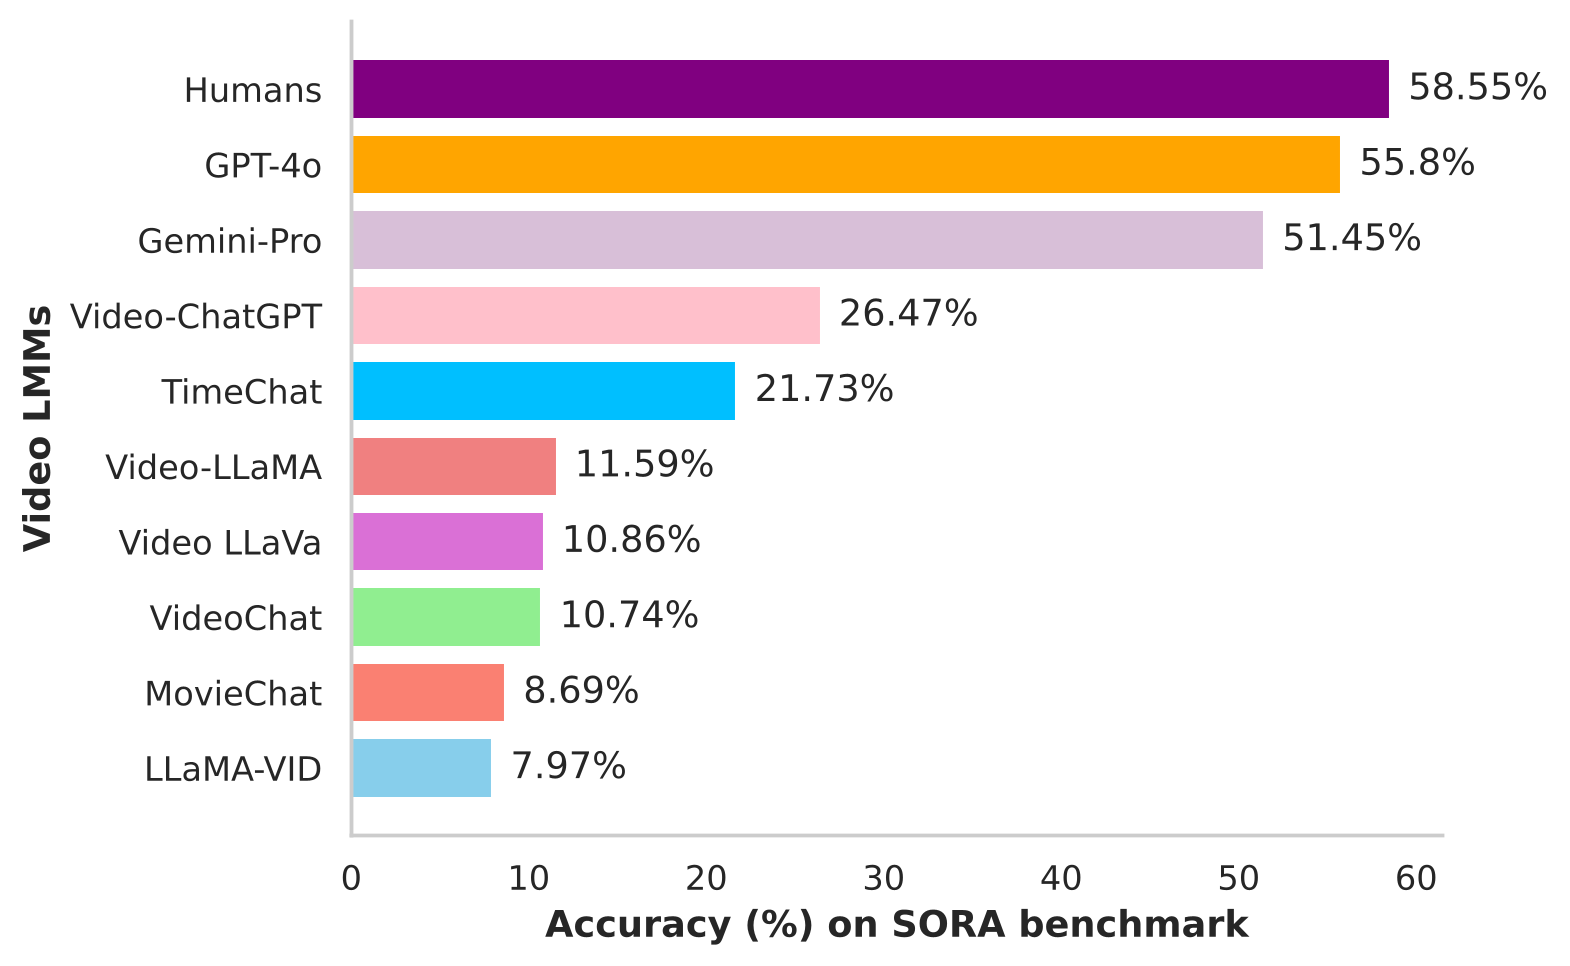 Humans 58.55%
GPT-4o 55.8%
Gemini-Pro 51.45%
Video-ChatGPT 26.47%
TimeChat 21.73%
Video-LLaMA 11.59%
Video LLaVa 10.86%
VideoChat 10.74%
MovieChat 8.69%
LLaMA-VID 7.97%
Video LMMs
0 10 20 30 40 50 60
Accuracy (%) on SORA benchmark